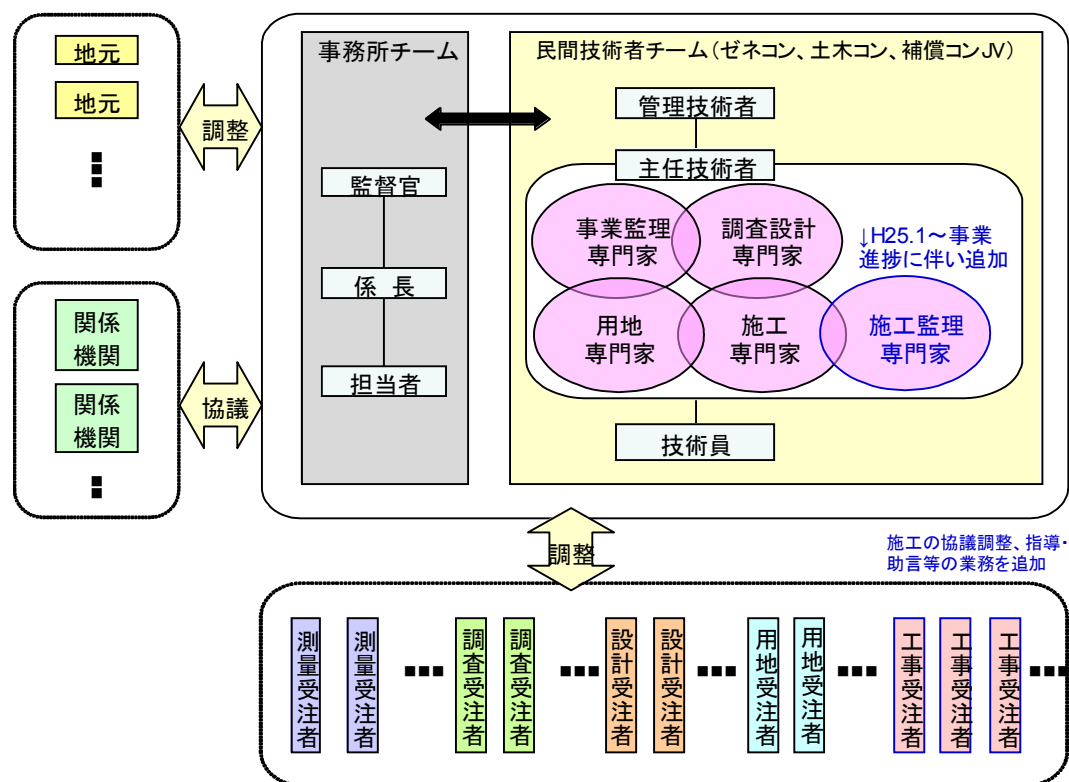 地元
地元
調整
関係
機関
関係
機関
協議
事務所チーム
監督官
係 長
担当者
民間技術者チーム(ゼネコン、土木コン、補償コンJV)
管理技術者
主任技術者
事業監理
専門家
調査設計
専門家
↓H25.1～事業
進捗に伴い追加
用地
専門家
施工
専門家
施工監理
専門家
技術員
調整
施工の協議調整、指導・
助言等の業務を追加
測量受注者
測量受注者
調査受注者
調査受注者
設計受注者
設計受注者
用地受注者
用地受注者
工事受注者
工事受注者
工事受注者